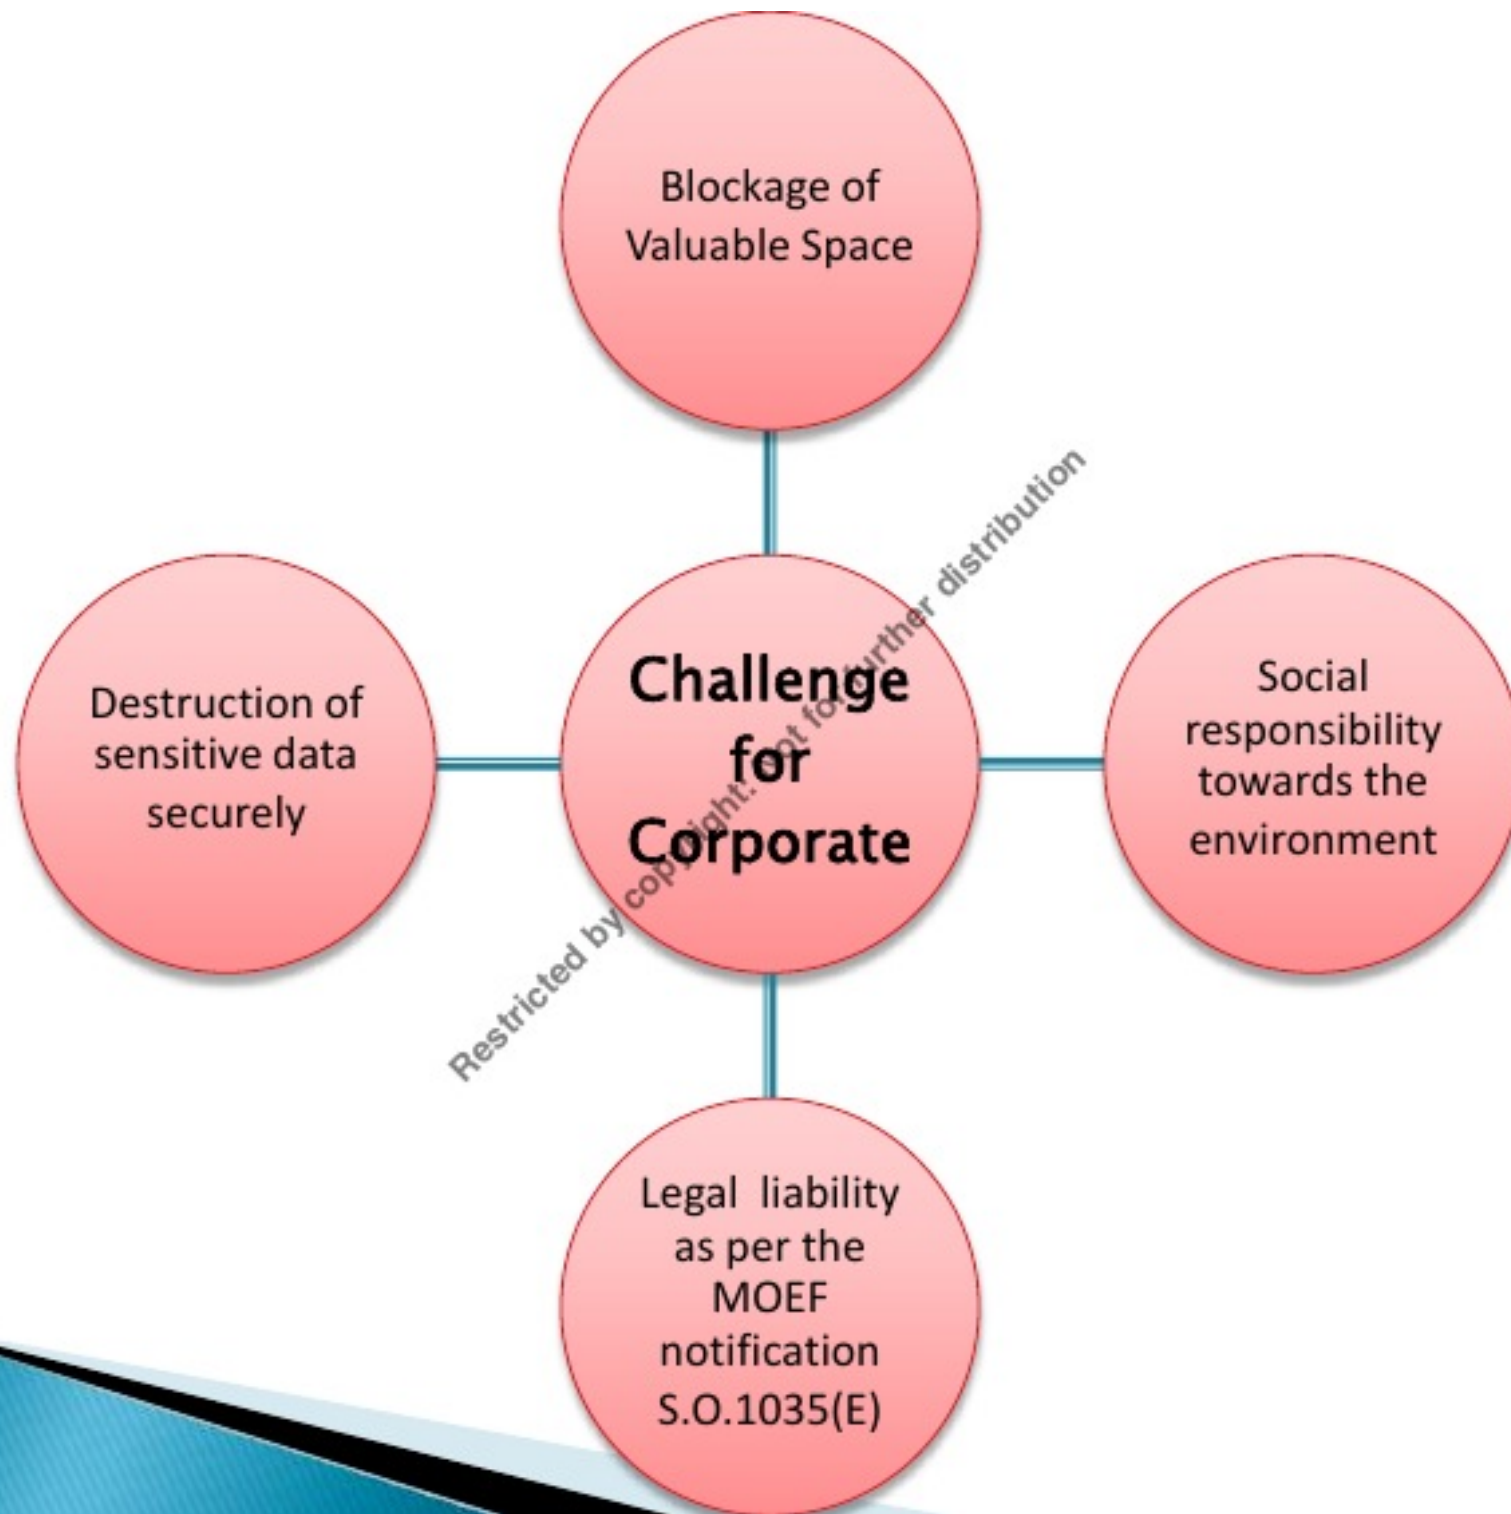 Blockage of
Valuable Space
Destruction of
sensitive data
securely
Challenge
for
Corporate
Social
responsibility
towards the
environment
Legal liability
as per the
MOEF
notification
S.O.1035(E)
Restricted by copyright. Not for further distribution